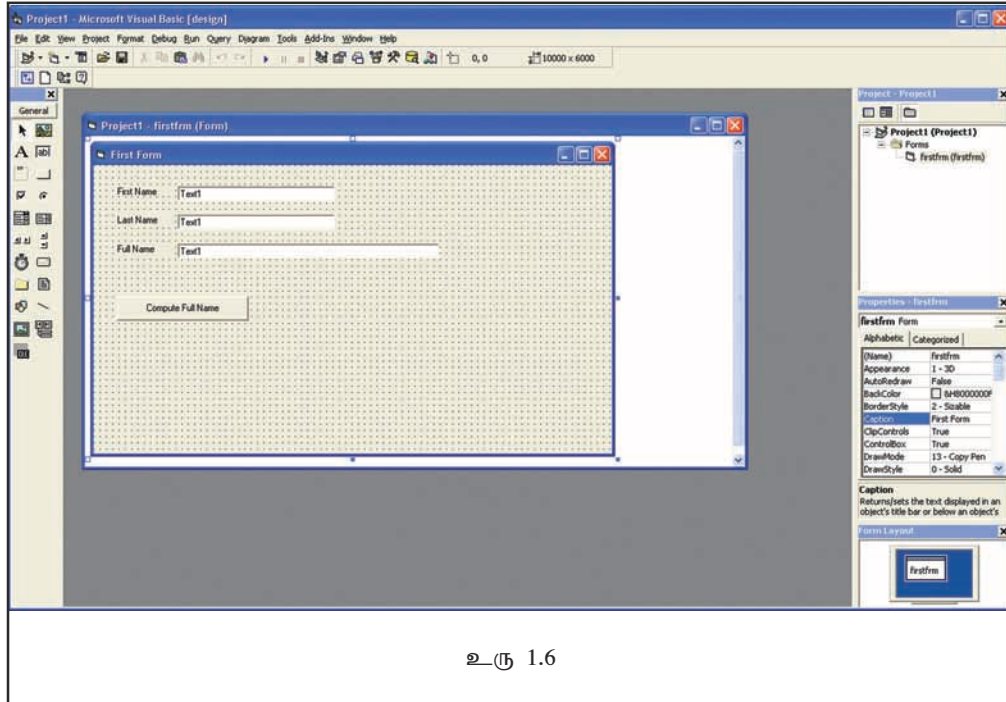 Project1 - Microsoft Visual Basic [design]
File Edit View Project Format Debug Run Query Diagram Tools Add-Ins Window Help
0, 0 10000 x 6000
General
Project1 - firstfrm (Form)
First Form
First Name Text1
Last Name Text1
Full Name Text1
Compute Full Name
Project - Project1
Project1 (Project1)
Forms
firstfrm (firstfrm)
Properties - firstfrm
firstfrm Form
Alphabetic Categorized
(Name) firstfrm
Appearance 1 - 3D
AutoRedraw False
BackColor &H8000000F
BorderStyle 2 - Sizable
Caption First Form
ClipControls True
ControlBox True
DrawMode 13 - Copy Pen
DrawStyle 0 - Solid
Caption
Returns/sets the text displayed in an
object's title bar or below an object's
Form Layout
firstfrm
உரு 1.6